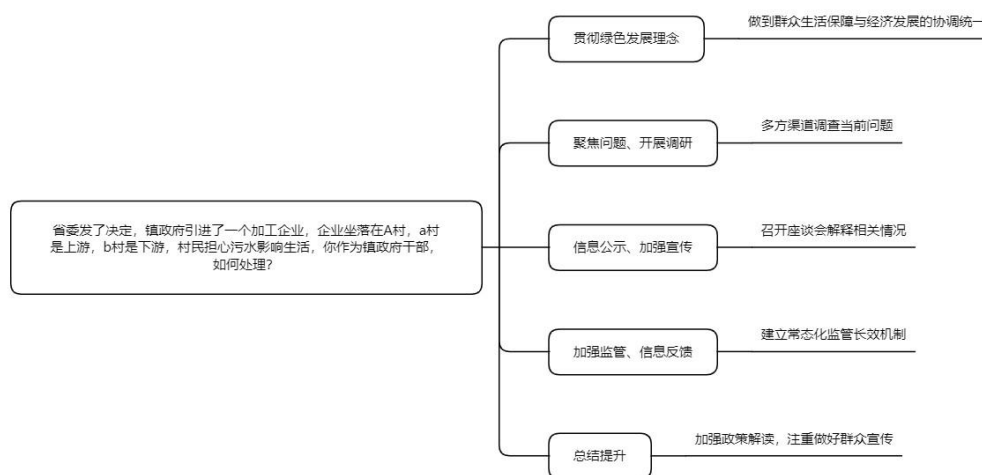 省委发了决定，镇政府引进了一个加工企业，企业坐落在A村，a村
是上游，b村是下游，村民担心污水影响生活，你作为镇政府干部，
如何处理？
贯彻绿色发展理念
做到群众生活保障与经济发展的协调统一
聚焦问题、开展调研
多方渠道调查当前问题
信息公示、加强宣传
召开座谈会解释相关情况
加强监管、信息反馈
建立常态化监管长效机制
总结提升
加强政策解读，注重做好群众宣传